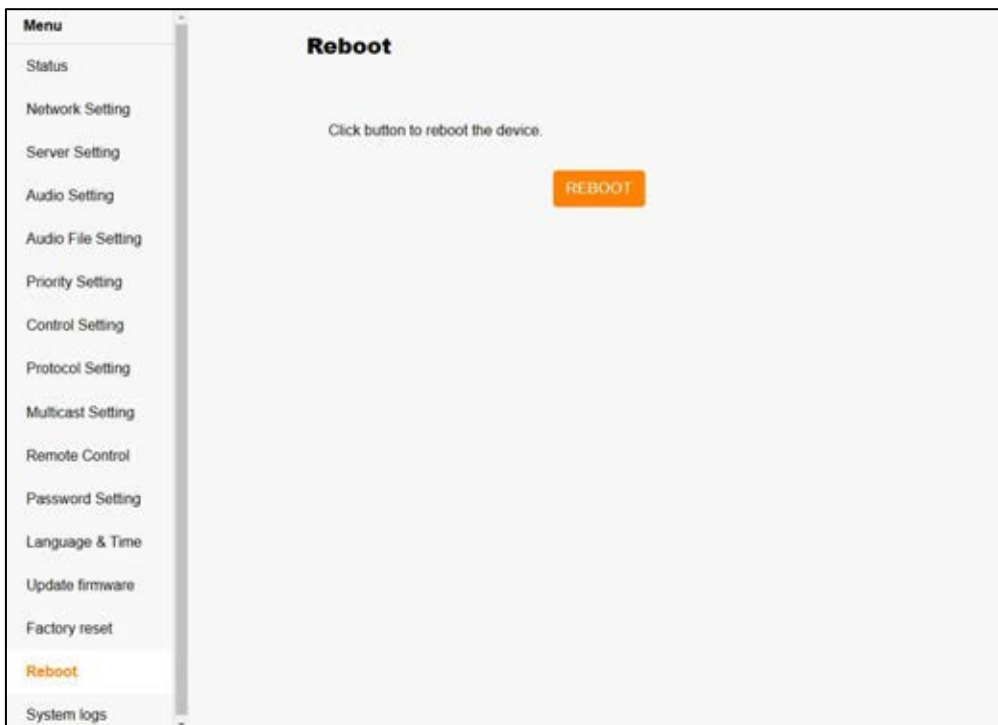 Menu
Status
Network Setting
Server Setting
Audio Setting
Audio File Setting
Priority Setting
Control Setting
Protocol Setting
Multicast Setting
Remote Control
Password Setting
Language & Time
Update firmware
Factory reset
Reboot
System logs
Reboot
Click button to reboot the device.
REBOOT